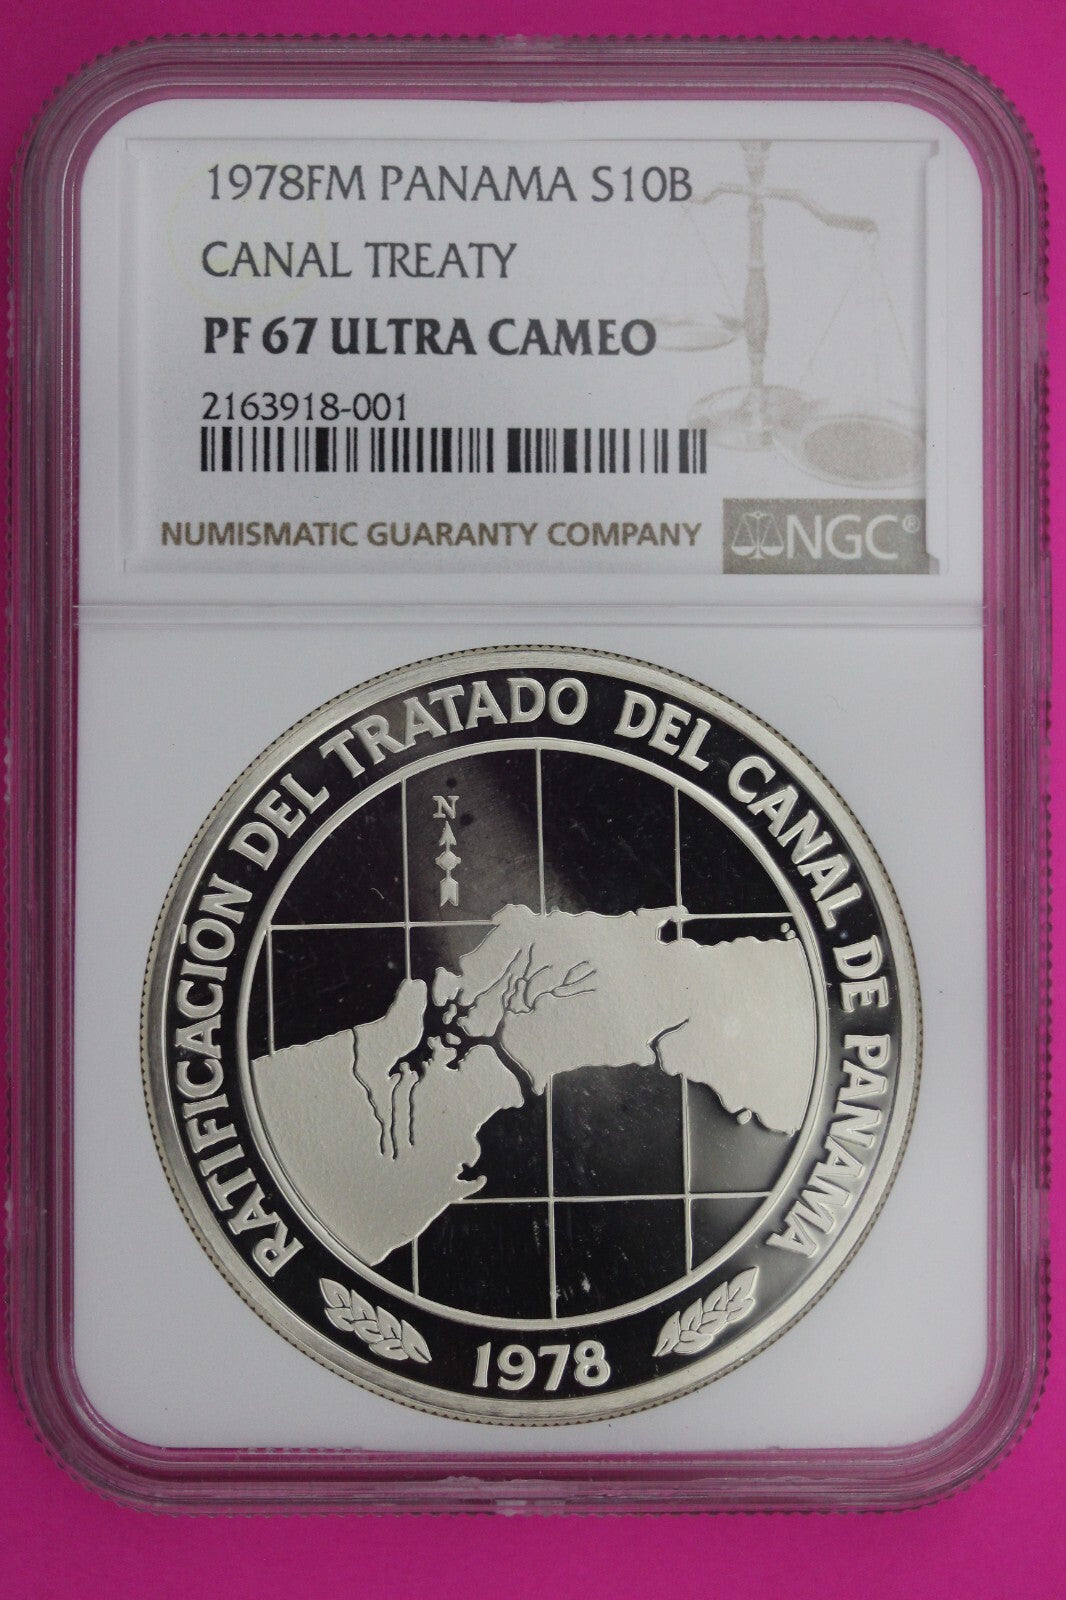 1978FM PANAMA S10B
CANAL TREATY
PF 67 ULTRA CAMEO
2163918-001
NUMISMATIC GUARANTY COMPANY
NGC®
RATIFICACIÓN DEL TRATADO DEL CANAL DE PANAMA
N
1978